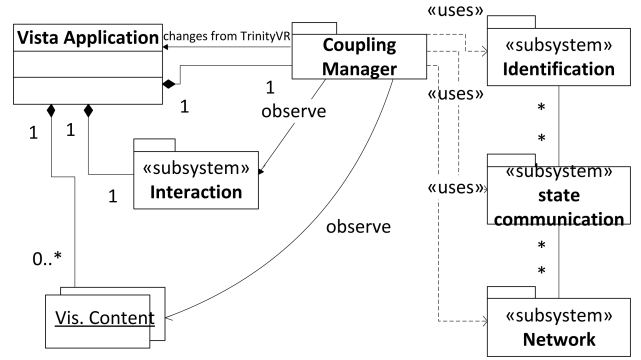 Vista Application
changes from TrinityVR
Coupling
Manager
«uses»
«subsystem»
Identification
1
1
observe
«uses»
*
*
1
1
«subsystem»
Interaction
1
«uses»
«subsystem»
state
communication
observe
0..*
*
*
Vis. Content
«subsystem»
Network